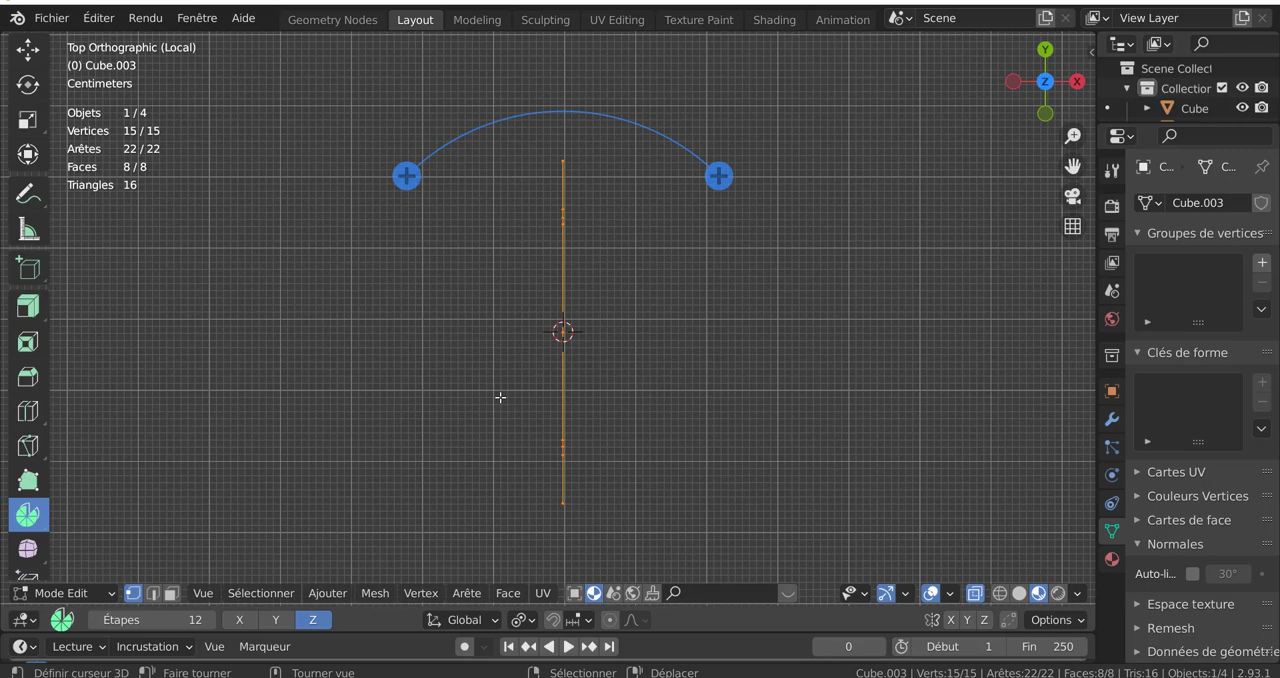 Fichier Éditer Rendu Fenêtre Aide Geometry Nodes Layout Modeling Sculpting UV Editing Texture Paint Shading Animation Scene View Layer
Top Orthographic (Local)
(0) Cube.003
Centimeters
Objets 1 / 4
Vertices 15 / 15
Arêtes 22 / 22
Faces 8 / 8
Triangles 16
Y
Z
X
Scene Collect
Collection
Cube
C... C...
Cube.003
Groupes de vertices
Clés de forme
Cartes UV
Couleurs Vertices
Cartes de face
Normales
Auto-li... 30°
Espace texture
Remesh
Données de géométrie
Mode Edit Vue Sélectionner Ajouter Mesh Vertex Arête Face UV
Étapes 12 X Y Z Global X Y Z Options
Lecture Incrustation Vue Marqueur 0 Début 1 Fin 250
Définir curseur 3D Faire tourner Tourner vue Sélectionner Déplacer Cube.003 | Verts:15/15 | Arêtes:22/22 | Faces:8/8 | Tris:16 | Objects:1/4 | 2.93.1